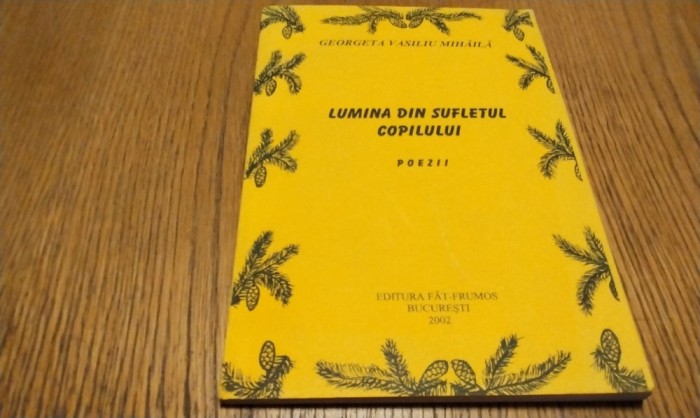 GEORGETA VASILIU MIHĂILĂ
LUMINA DIN SUFLETUL
COPILULUI
POEZII
EDITURA FĂT-FRUMOS
BUCUREȘTI
2002